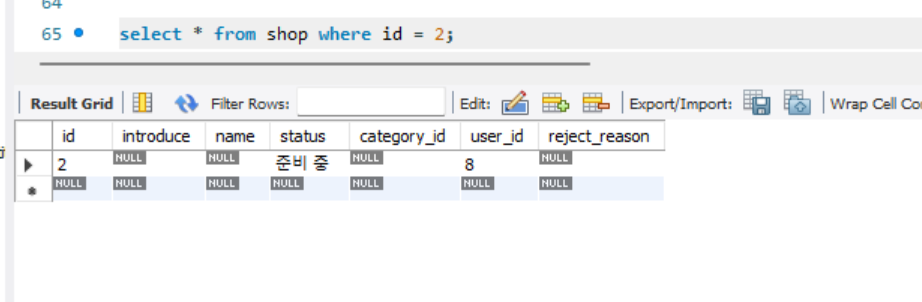 64
65 select * from shop where id = 2;
Result Grid Filter Rows: Edit: Export/Import: Wrap Cell Co
id introduce name status category_id user_id reject_reason
2 NULL NULL 준비 중 NULL 8 NULL
NULL NULL NULL NULL NULL NULL NULL